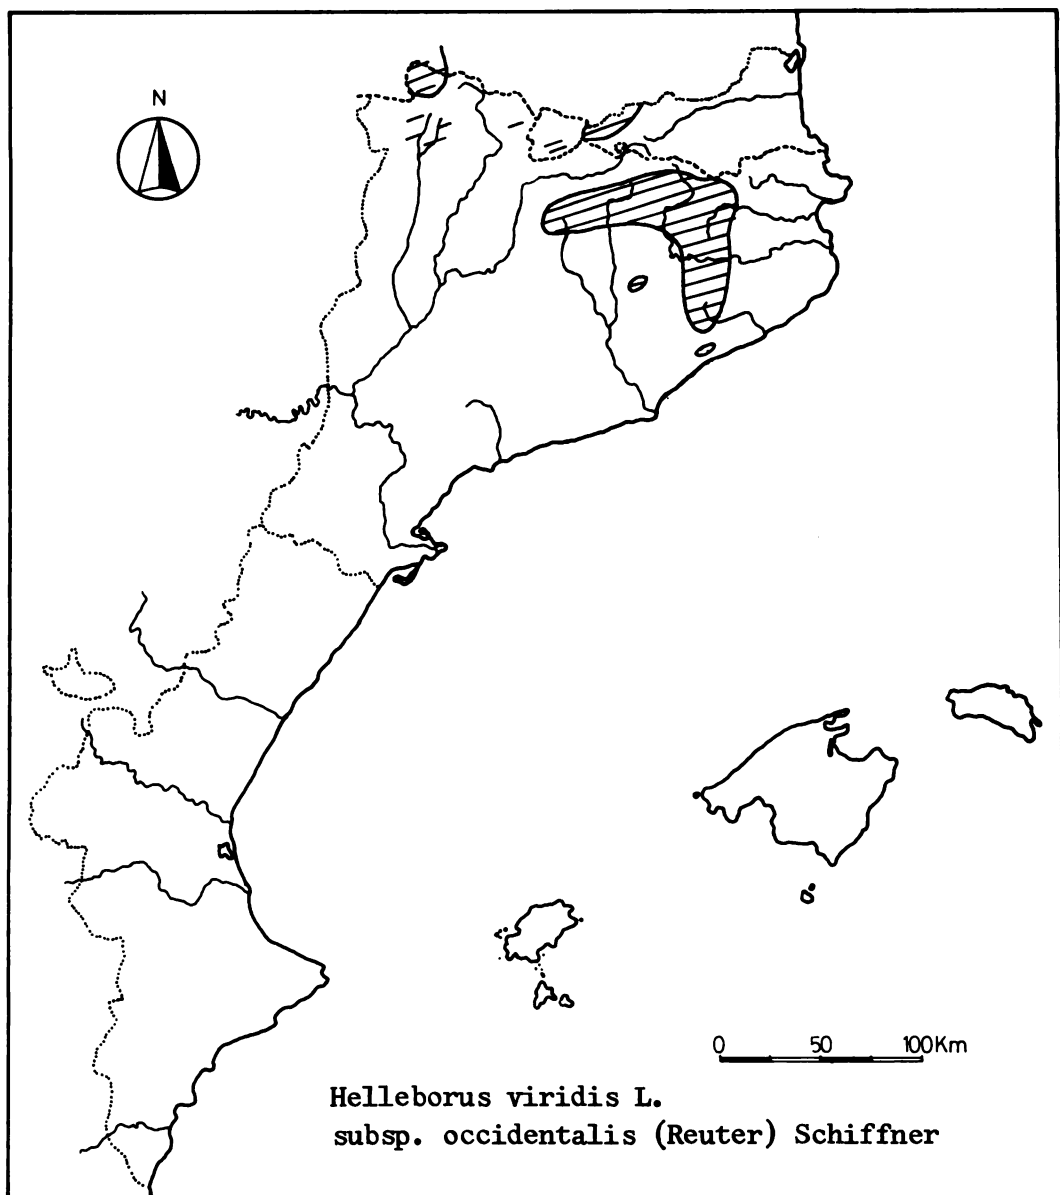 N
0 50 100Km
Helleborus viridis L.
subsp. occidentalis (Reuter) Schiffner